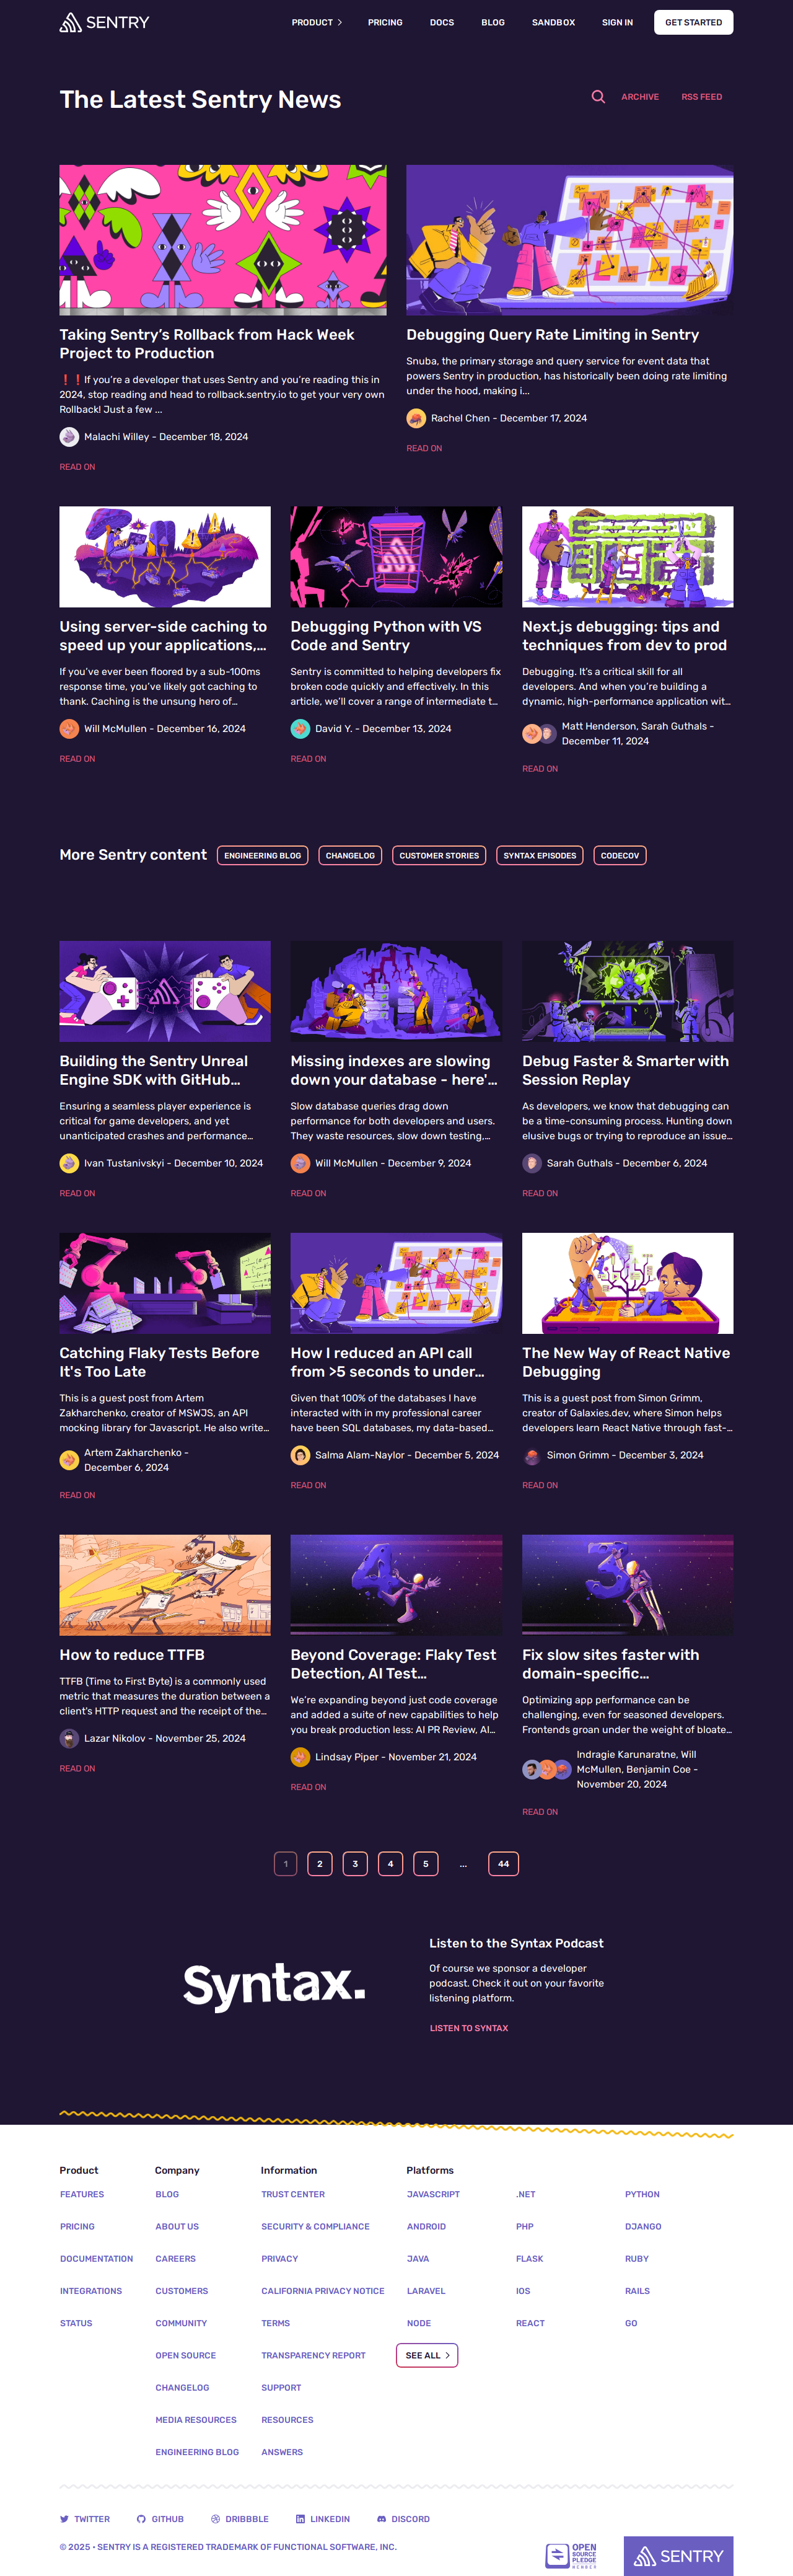 SENTRY
PRODUCT
PRICING
DOCS
BLOG
SANDBOX
SIGN IN
GET STARTED
The Latest Sentry News
ARCHIVE
RSS FEED
Taking Sentry’s Rollback from Hack Week
Project to Production
❗❗If you’re a developer that uses Sentry and you’re reading this in
2024, stop reading and head to rollback.sentry.io to get your very own
Rollback! Just a few ...
Malachi Willey - December 18, 2024
READ ON
Debugging Query Rate Limiting in Sentry
Snuba, the primary storage and query service for event data that
powers Sentry in production, has historically been doing rate limiting
under the hood, making i...
Rachel Chen - December 17, 2024
READ ON
Using server-side caching to
speed up your applications,...
If you’ve ever been floored by a sub-100ms
response time, you’ve likely got caching to
thank. Caching is the unsung hero of...
Will McMullen - December 16, 2024
READ ON
Debugging Python with VS
Code and Sentry
Sentry is committed to helping developers fix
broken code quickly and effectively. In this
article, we’ll cover a range of intermediate t...
David Y. - December 13, 2024
READ ON
Next.js debugging: tips and
techniques from dev to prod
Debugging. It’s a critical skill for all
developers. And when you’re building a
dynamic, high-performance application wit...
Matt Henderson, Sarah Guthals -
December 11, 2024
READ ON
More Sentry content
ENGINEERING BLOG
CHANGELOG
CUSTOMER STORIES
SYNTAX EPISODES
CODECOV
Building the Sentry Unreal
Engine SDK with GitHub...
Ensuring a seamless player experience is
critical for game developers, and yet
unanticipated crashes and performance...
Ivan Tustanivskyi - December 10, 2024
READ ON
Missing indexes are slowing
down your database - here'...
Slow database queries drag down
performance for both developers and users.
They waste resources, slow down testing,...
Will McMullen - December 9, 2024
READ ON
Debug Faster & Smarter with
Session Replay
As developers, we know that debugging can
be a time-consuming process. Hunting down
elusive bugs or trying to reproduce an issue...
Sarah Guthals - December 6, 2024
READ ON
Catching Flaky Tests Before
It's Too Late
This is a guest post from Artem
Zakharchenko, creator of MSWJS, an API
mocking library for Javascript. He also write...
Artem Zakharchenko -
December 6, 2024
READ ON
How I reduced an API call
from >5 seconds to under...
Given that 100% of the databases I have
interacted with in my professional career
have been SQL databases, my data-based...
Salma Alam-Naylor - December 5, 2024
READ ON
The New Way of React Native
Debugging
This is a guest post from Simon Grimm,
creator of Galaxies.dev, where Simon helps
developers learn React Native through fast-...
Simon Grimm - December 3, 2024
READ ON
How to reduce TTFB
TTFB (Time to First Byte) is a commonly used
metric that measures the duration between a
client's HTTP request and the receipt of the...
Lazar Nikolov - November 25, 2024
READ ON
Beyond Coverage: Flaky Test
Detection, AI Test...
We’re expanding beyond just code coverage
and added a suite of new capabilities to help
you break production less: AI PR Review, AI...
Lindsay Piper - November 21, 2024
READ ON
Fix slow sites faster with
domain-specific...
Optimizing app performance can be
challenging, even for seasoned developers.
Frontends groan under the weight of bloate...
Indragie Karunaratne, Will
McMullen, Benjamin Coe -
November 20, 2024
READ ON
1 2 3 4 5 ... 44
Syntax.
Listen to the Syntax Podcast
Of course we sponsor a developer
podcast. Check it out on your favorite
listening platform.
LISTEN TO SYNTAX
Product
FEATURES
PRICING
DOCUMENTATION
INTEGRATIONS
STATUS
Company
BLOG
ABOUT US
CAREERS
CUSTOMERS
COMMUNITY
OPEN SOURCE
CHANGELOG
MEDIA RESOURCES
ENGINEERING BLOG
Information
TRUST CENTER
SECURITY & COMPLIANCE
PRIVACY
CALIFORNIA PRIVACY NOTICE
TERMS
TRANSPARENCY REPORT
SUPPORT
RESOURCES
ANSWERS
Platforms
JAVASCRIPT
ANDROID
JAVA
LARAVEL
NODE
SEE ALL
.NET
PHP
FLASK
IOS
REACT
PYTHON
DJANGO
RUBY
RAILS
GO
TWITTER
GITHUB
DRIBBBLE
LINKEDIN
DISCORD
© 2025 • SENTRY IS A REGISTERED TRADEMARK OF FUNCTIONAL SOFTWARE, INC.
OPEN
SOURCE
PLEDGE
MEMBER
SENTRY